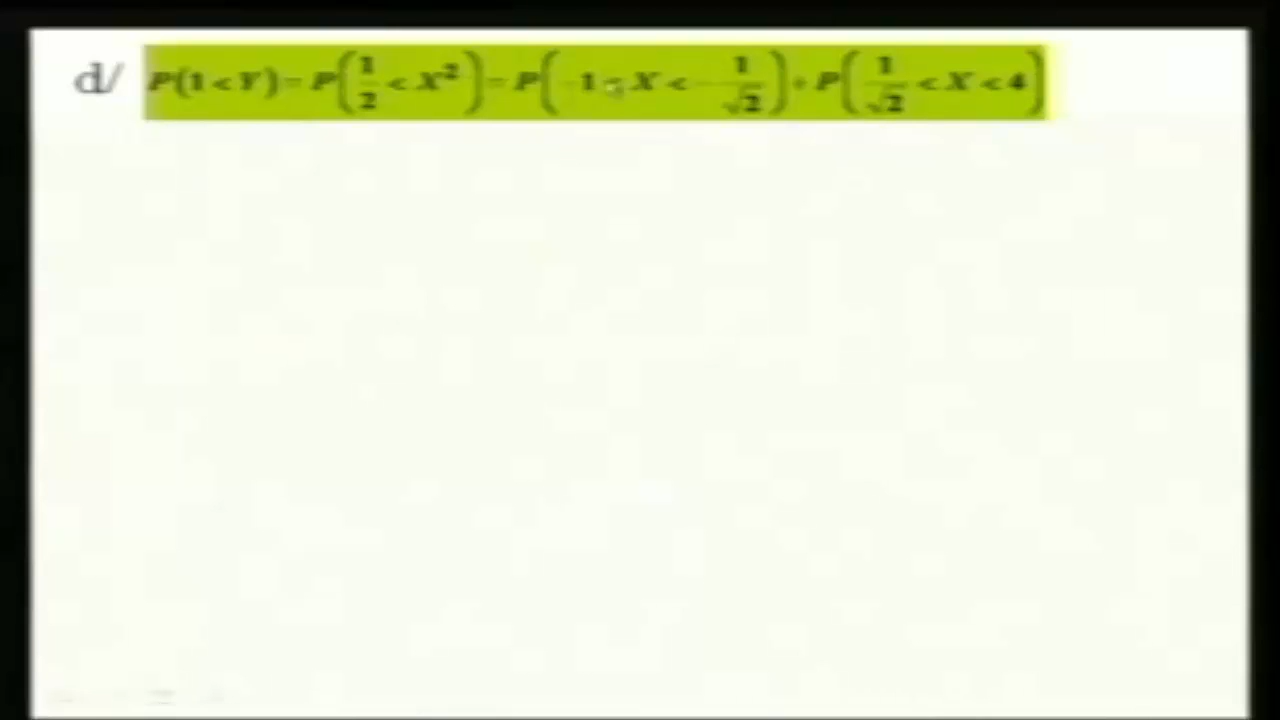 d/ P(1 < Y) = P(1/2 < X²) = P(-1 < X < -1/√2) + P(1/√2 < X < 4)